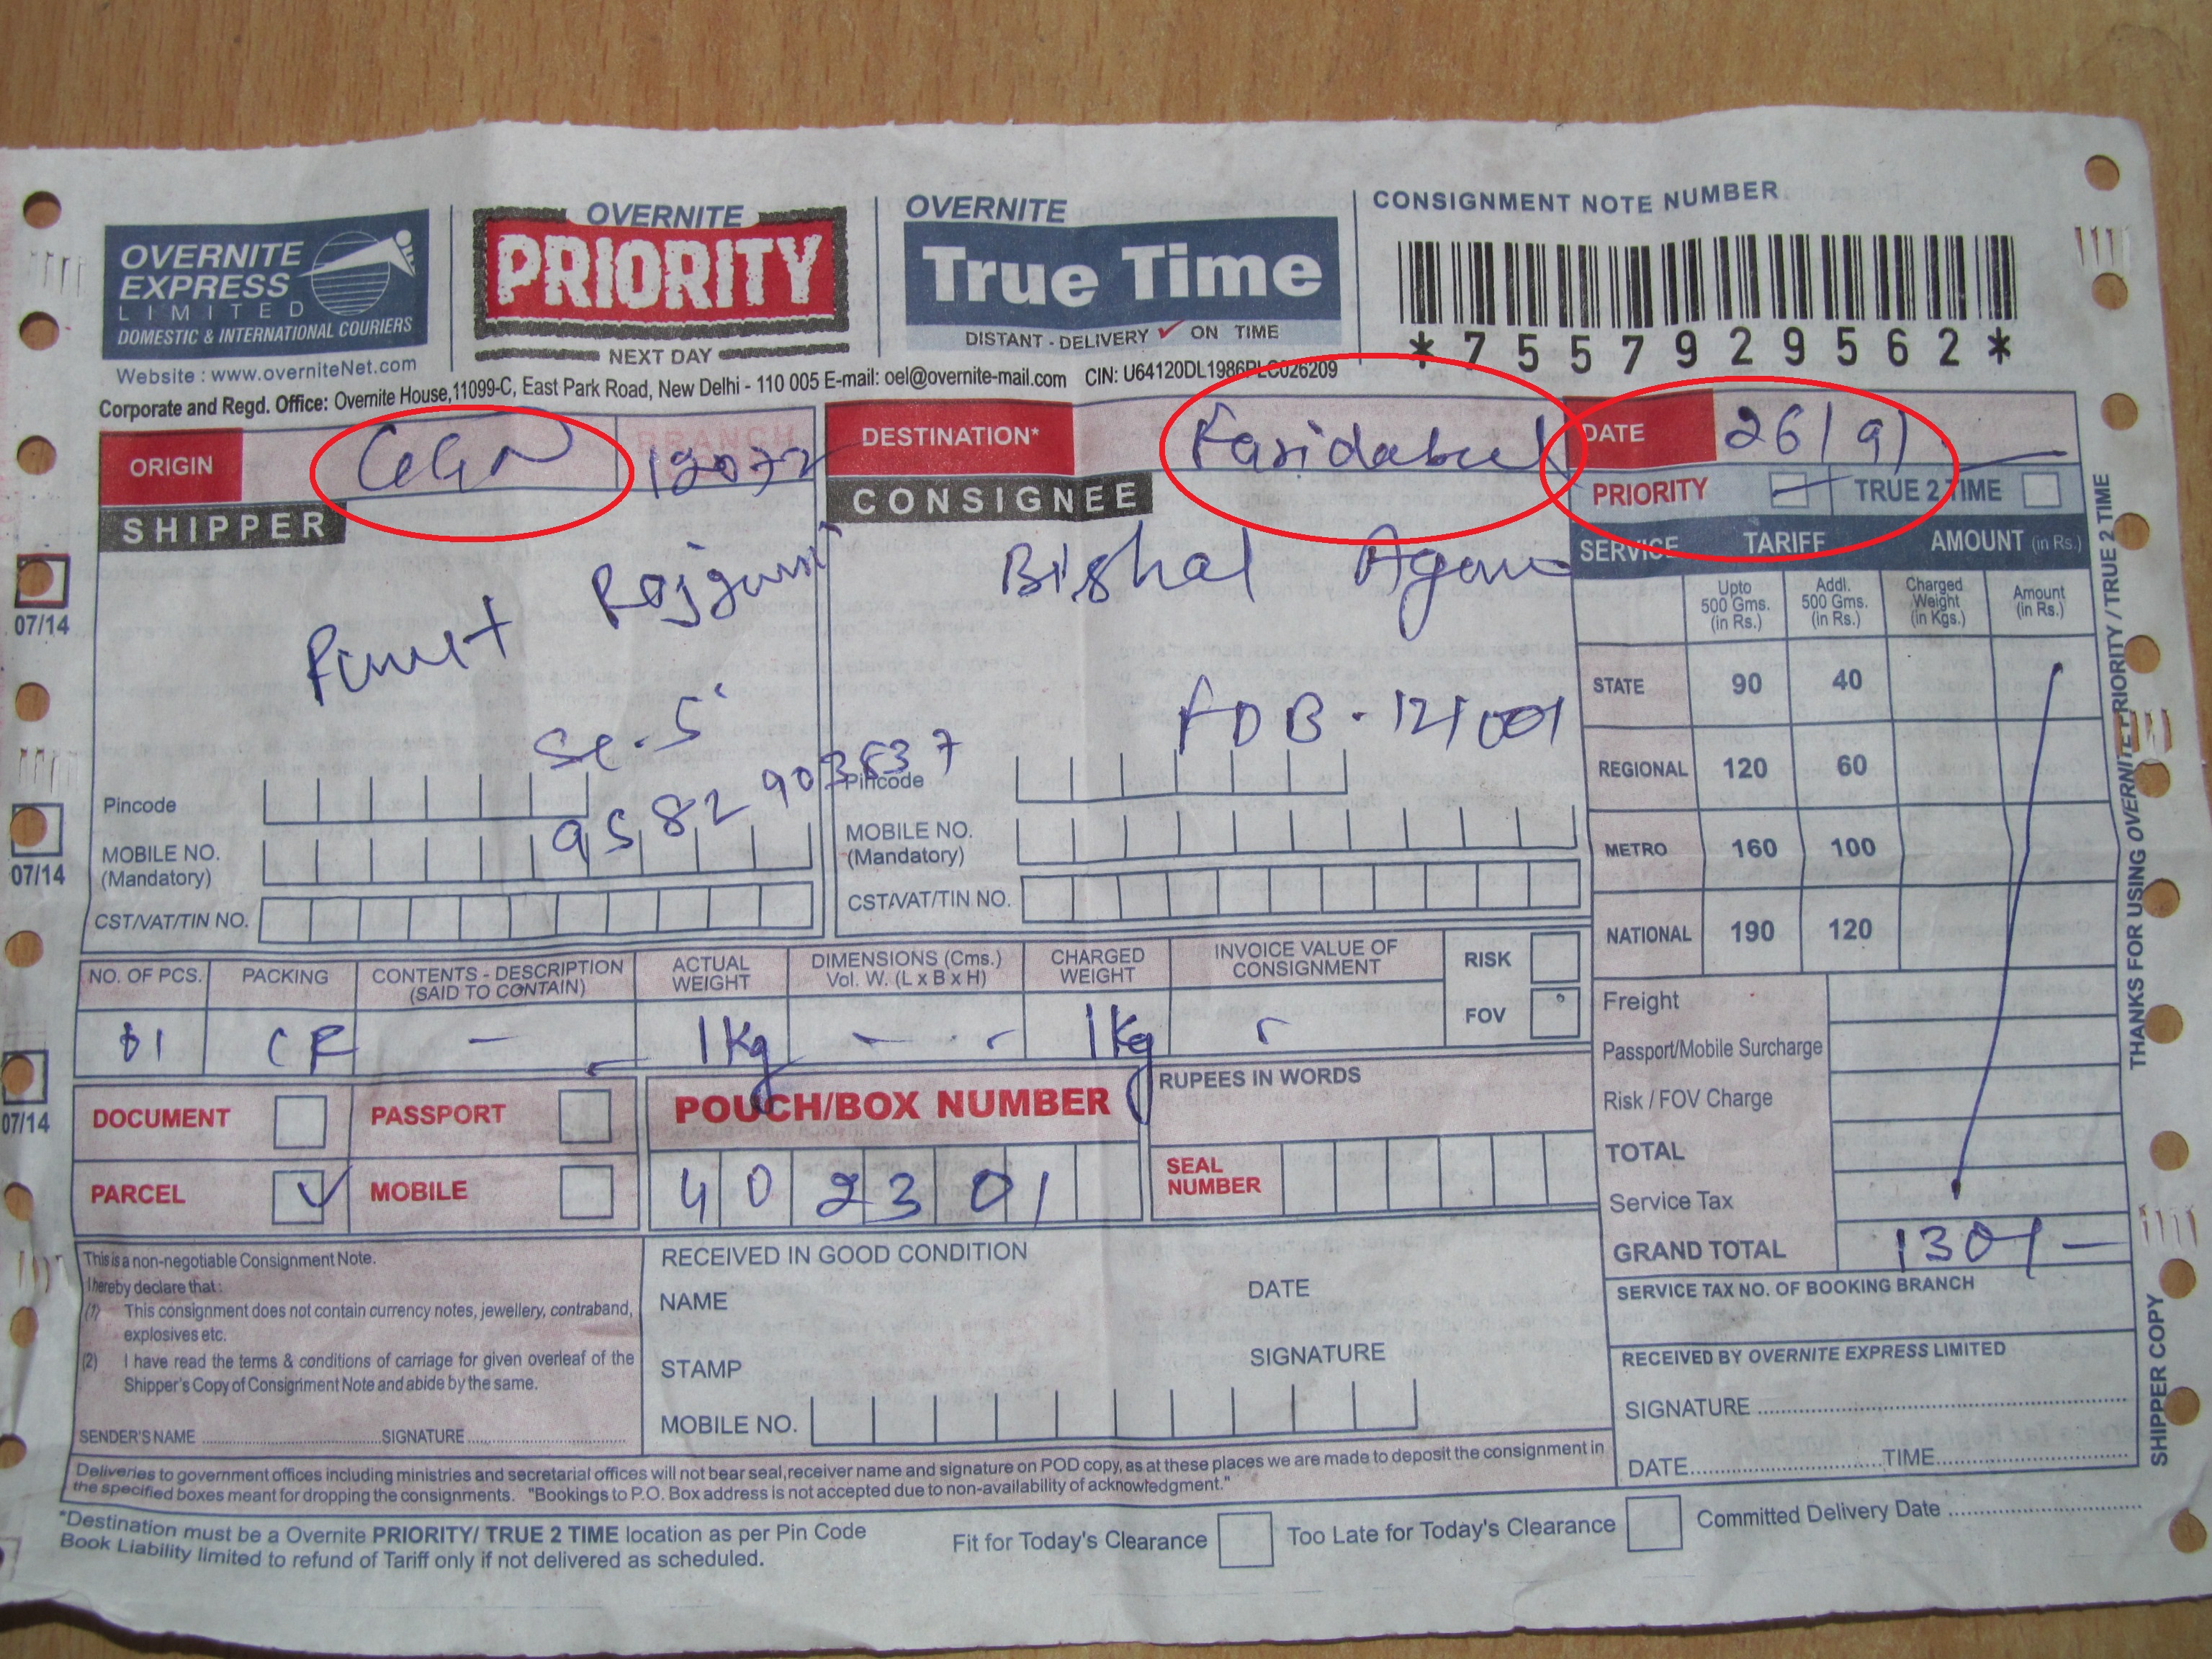 OVERNITE EXPRESS LIMITED
DOMESTIC & INTERNATIONAL COURIERS
Website : www.overniteNet.com
OVERNITE
PRIORITY
NEXT DAY
OVERNITE
True Time
DISTANT - DELIVERY ✓ ON TIME
CONSIGNMENT NOTE NUMBER
*7557929562*
Corporate and Regd. Office: Overnite House,11099-C, East Park Road, New Delhi - 110 005 E-mail: oel@overnite-mail.com CIN: U64120DL1986PLC026209
ORIGIN GGN BRANCH
DESTINATION* Faridabad
DATE 26/9/
PRIORITY TRUE 2 TIME
SHIPPER
Rajguru
Sec-5
Pincode
MOBILE NO. 9582903637
(Mandatory)
CST/VAT/TIN NO.
CONSIGNEE
Bishal
FDB - 121001
Pincode
MOBILE NO.
(Mandatory)
CST/VAT/TIN NO.
SERVICE TARIFF AMOUNT (in Rs.)
Upto 500 Gms. (in Rs.) Addl. 500 Gms. (in Rs.) Charged Weight (in Kgs.) Amount (in Rs.)
STATE 90 40
REGIONAL 120 60
METRO 160 100
NATIONAL 190 120
Freight
Passport/Mobile Surcharge
Risk / FOV Charge
TOTAL
Service Tax
GRAND TOTAL 130/-
NO. OF PCS. PACKING CONTENTS - DESCRIPTION (SAID TO CONTAIN) ACTUAL WEIGHT DIMENSIONS (Cms.) Vol. W. (L x B x H) CHARGED WEIGHT INVOICE VALUE OF CONSIGNMENT RISK
FOV
01 - 1 Kg 1 Kg
DOCUMENT PASSPORT
PARCEL ✓ MOBILE
POUCH/BOX NUMBER
402301
RUPEES IN WORDS
SEAL NUMBER
This is a non-negotiable Consignment Note.
I hereby declare that :
(1) This consignment does not contain currency notes, jewellery, contraband, explosives etc.
(2) I have read the terms & conditions of carriage for given overleaf of the Shipper's Copy of Consignment Note and abide by the same.
SENDER'S NAME SIGNATURE
RECEIVED IN GOOD CONDITION
NAME DATE
STAMP SIGNATURE
MOBILE NO.
SERVICE TAX NO. OF BOOKING BRANCH
RECEIVED BY OVERNITE EXPRESS LIMITED
SIGNATURE
DATE TIME
Deliveries to government offices including ministries and secretarial offices will not bear seal,receiver name and signature on POD copy, as at these places we are made to deposit the consignment in
the specified boxes meant for dropping the consignments. "Bookings to P.O. Box address is not accepted due to non-availability of acknowledgment."
*Destination must be a Overnite PRIORITY/ TRUE 2 TIME location as per Pin Code
Book Liability limited to refund of Tariff only if not delivered as scheduled.
Fit for Today's Clearance Too Late for Today's Clearance Committed Delivery Date
THANKS FOR USING OVERNITE PRIORITY / TRUE 2 TIME
SHIPPER COPY
07/14
07/14
07/14